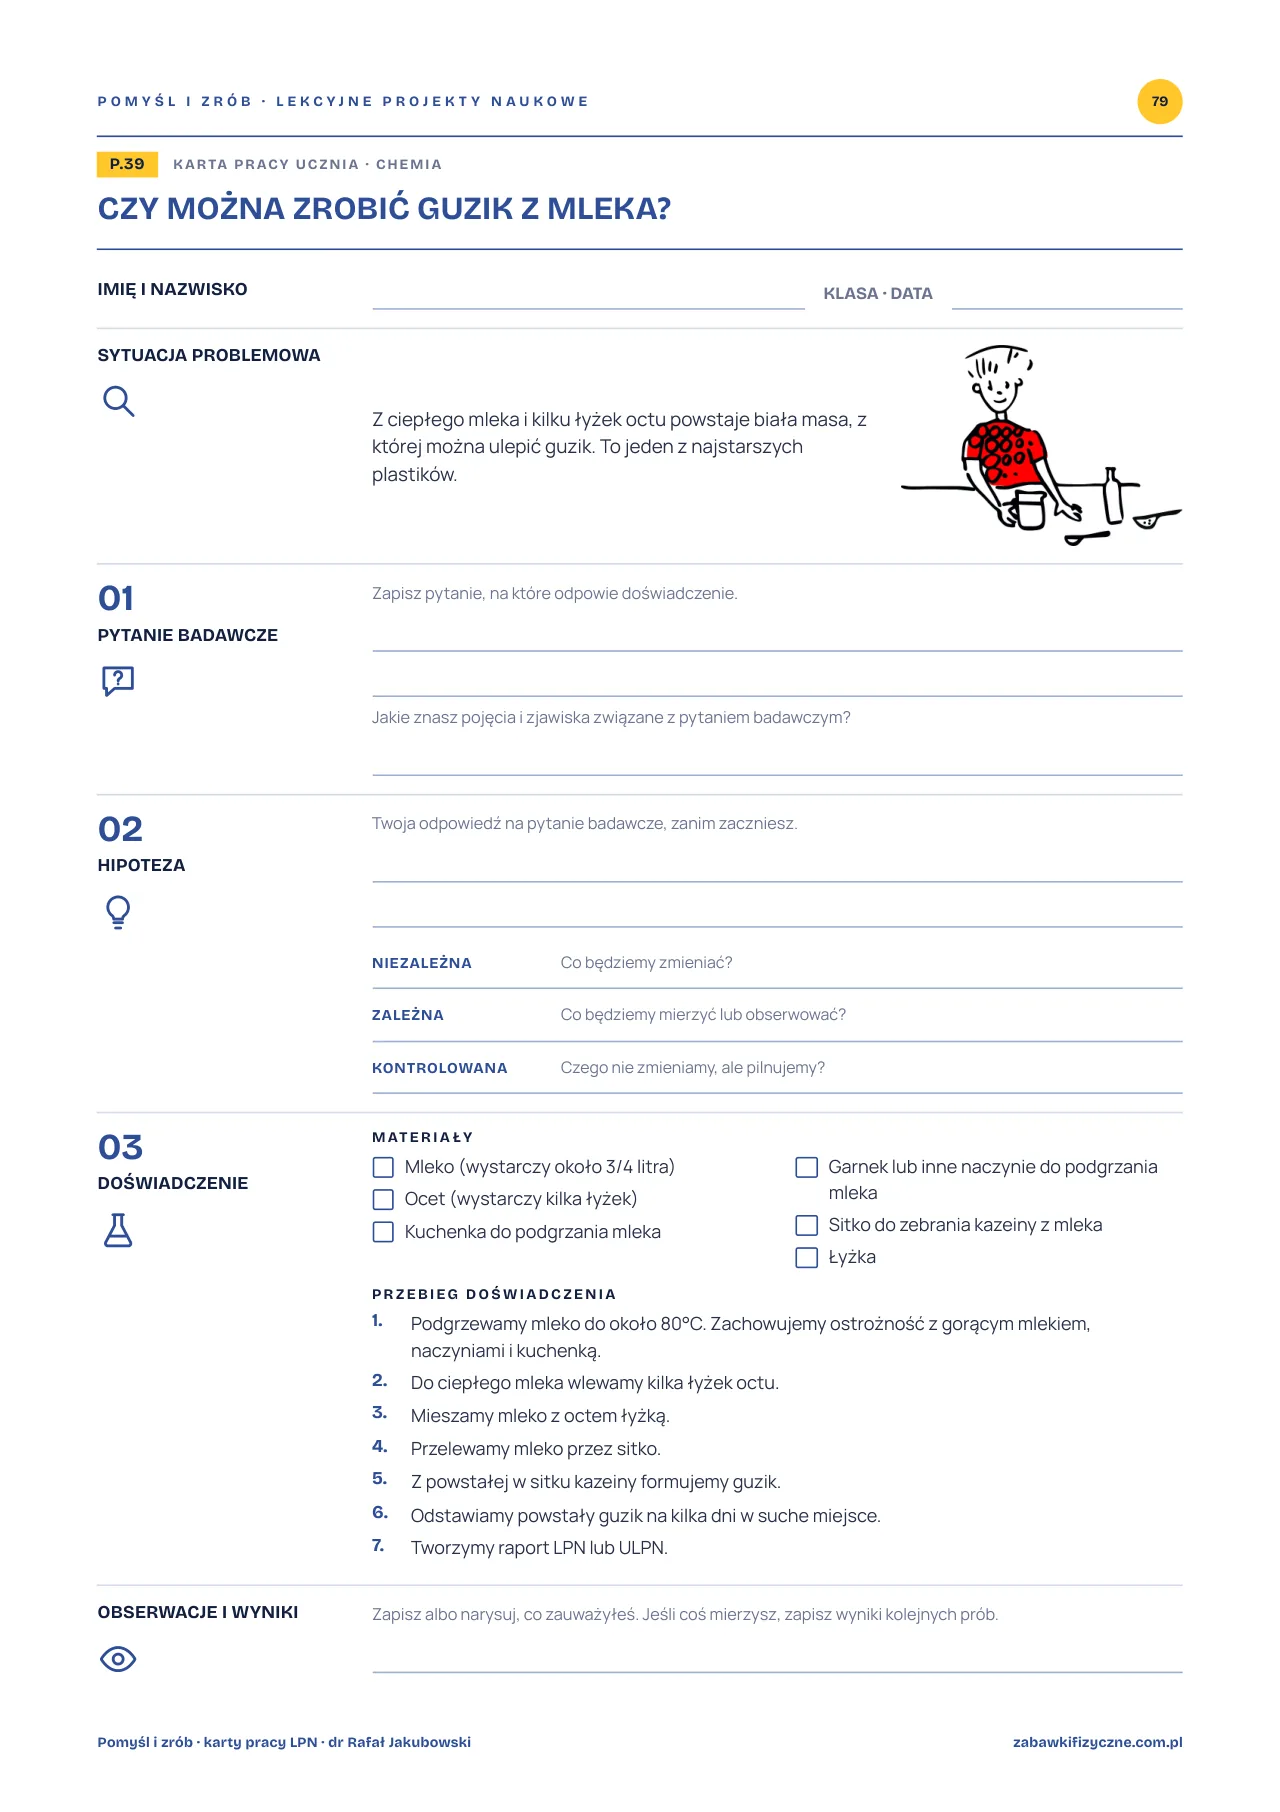 POMYŚL I ZRÓB · LEKCYJNE PROJEKTY NAUKOWE
79
P.39 KARTA PRACY UCZNIA · CHEMIA
CZY MOŻNA ZROBIĆ GUZIK Z MLEKA?
IMIĘ I NAZWISKO
KLASA · DATA
SYTUACJA PROBLEMOWA
Z ciepłego mleka i kilku łyżek octu powstaje biała masa, z
której można ulepić guzik. To jeden z najstarszych
plastików.
01
PYTANIE BADAWCZE
?
Zapisz pytanie, na które odpowie doświadczenie.
Jakie znasz pojęcia i zjawiska związane z pytaniem badawczym?
02
HIPOTEZA
Twoja odpowiedź na pytanie badawcze, zanim zaczniesz.
NIEZALEŻNA Co będziemy zmieniać?
ZALEŻNA Co będziemy mierzyć lub obserwować?
KONTROLOWANA Czego nie zmieniamy, ale pilnujemy?
03
DOŚWIADCZENIE
MATERIAŁY
Mleko (wystarczy około 3/4 litra)
Ocet (wystarczy kilka łyżek)
Kuchenka do podgrzania mleka
Garnek lub inne naczynie do podgrzania
mleka
Sitko do zebrania kazeiny z mleka
Łyżka
PRZEBIEG DOŚWIADCZENIA
1. Podgrzewamy mleko do około 80°C. Zachowujemy ostrożność z gorącym mlekiem,
naczyniami i kuchenką.
2. Do ciepłego mleka wlewamy kilka łyżek octu.
3. Mieszamy mleko z octem łyżką.
4. Przelewamy mleko przez sitko.
5. Z powstałej w sitku kazeiny formujemy guzik.
6. Odstawiamy powstały guzik na kilka dni w suche miejsce.
7. Tworzymy raport LPN lub ULPN.
OBSERWACJE I WYNIKI
Zapisz albo narysuj, co zauważyłeś. Jeśli coś mierzysz, zapisz wyniki kolejnych prób.
Pomyśl i zrób · karty pracy LPN · dr Rafał Jakubowski
zabawkifizyczne.com.pl